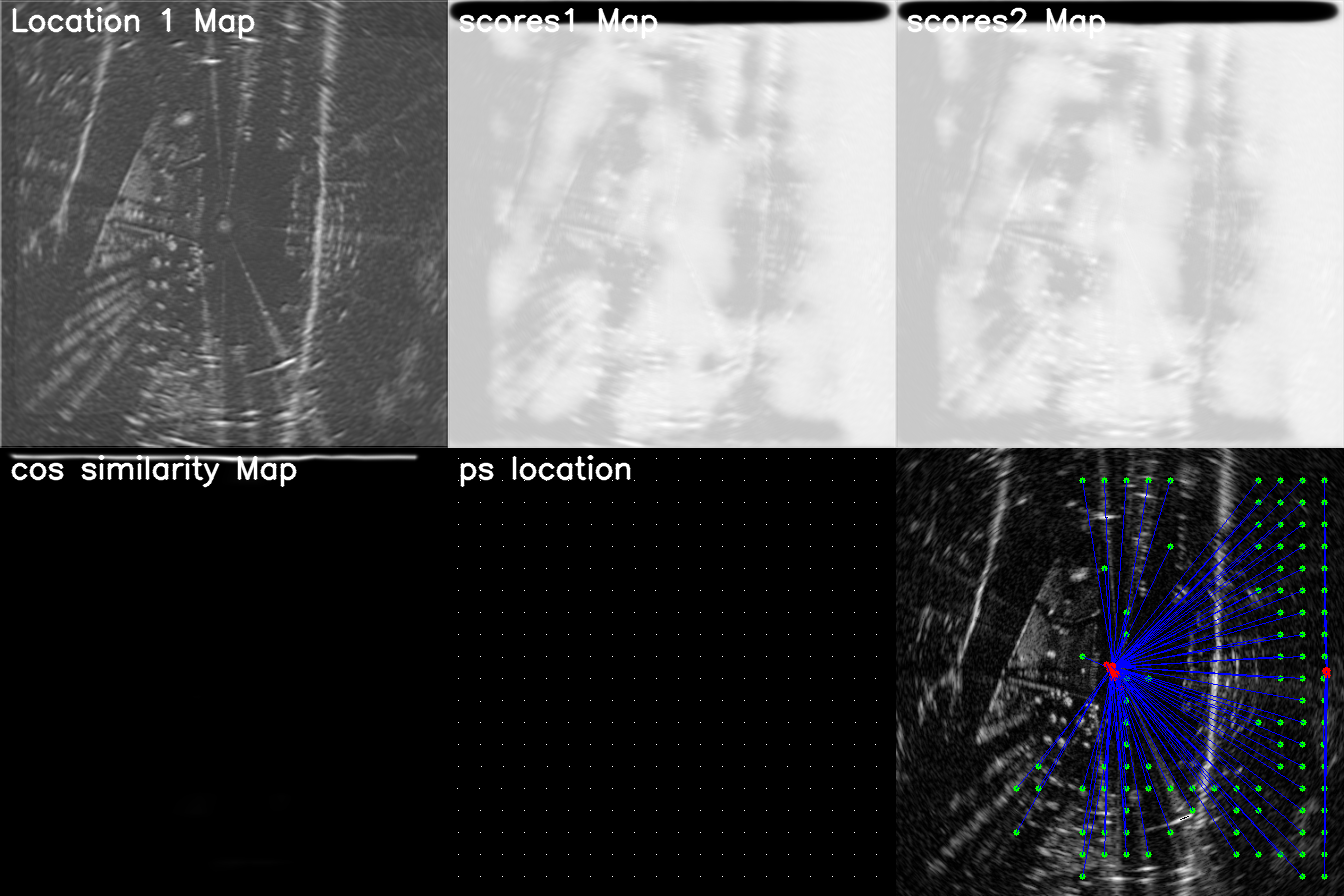 Location 1 Map
scores1 Map
scores2 Map
cos similarity Map
ps location